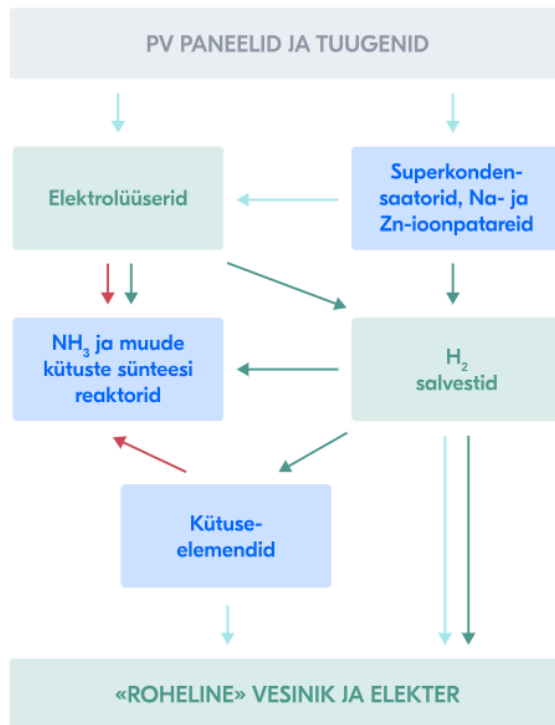 PV PANEELID JA TUUGENID
Elektrolüüserid
Superkonden-
saatorid, Na- ja
Zn-ioonpatareid
NH₃ ja muude
kütuste sünteesi
reaktorid
H₂
salvestid
Kütuse-
elemendid
«ROHELINE» VESINIK JA ELEKTER